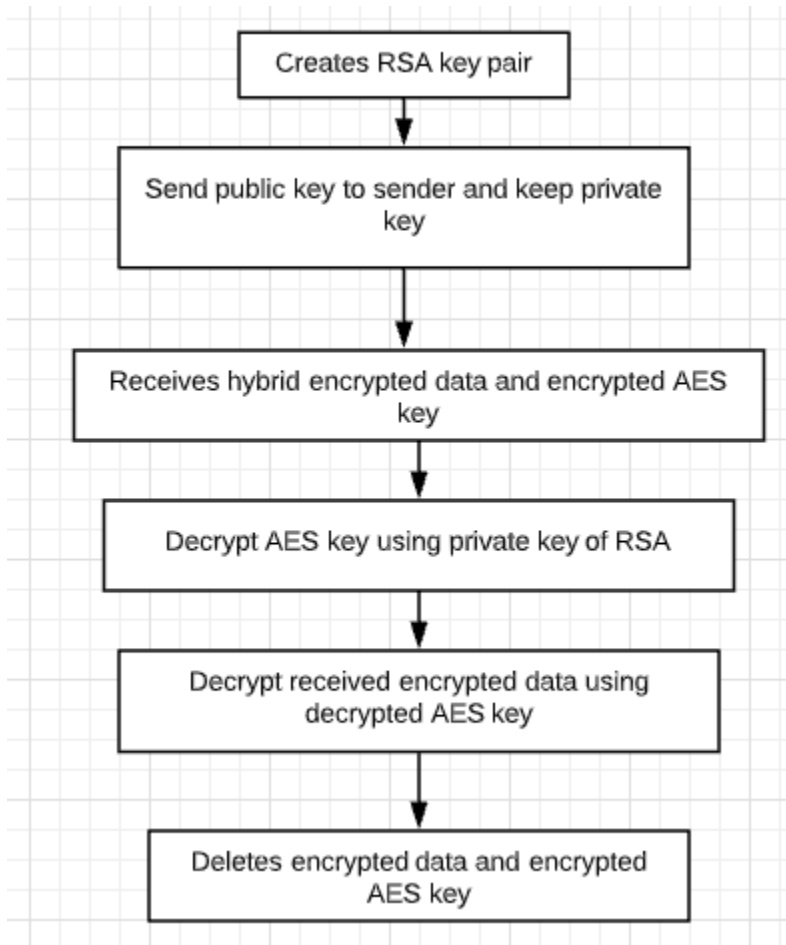 Creates RSA key pair
Send public key to sender and keep private
key
Receives hybrid encrypted data and encrypted AES
key
Decrypt AES key using private key of RSA
Decrypt received encrypted data using
decrypted AES key
Deletes encrypted data and encrypted
AES key